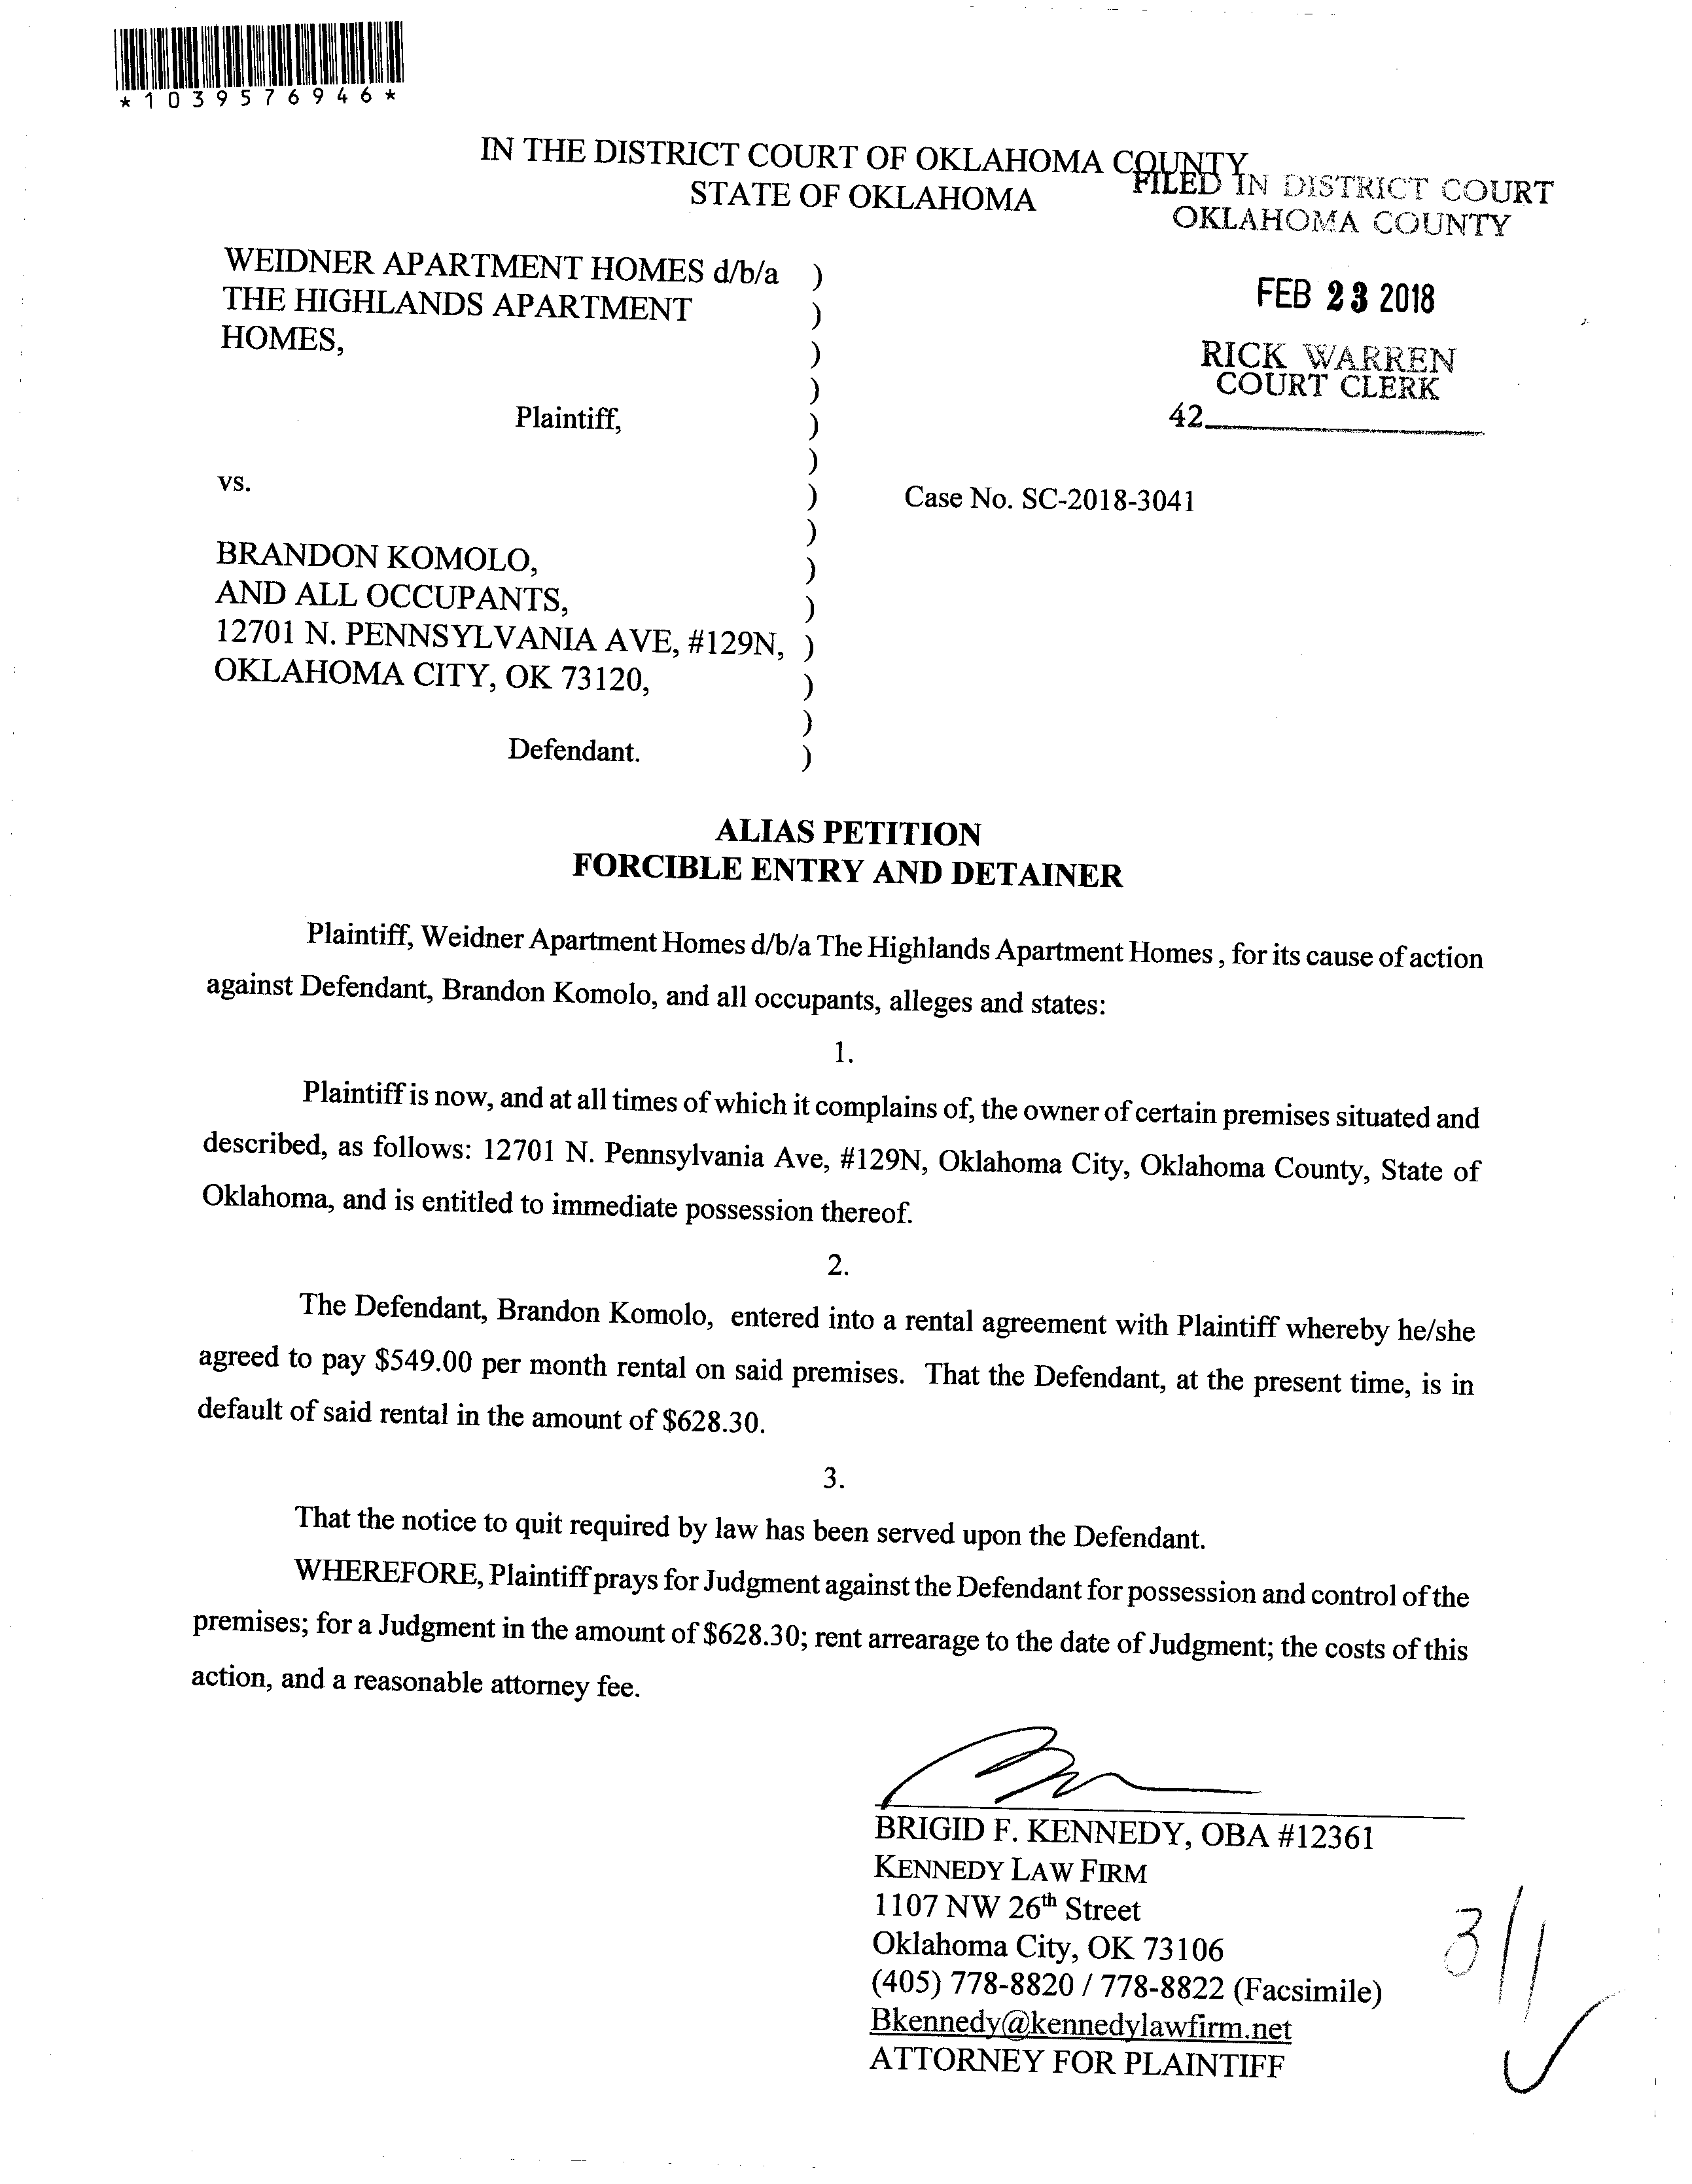 *1039576946*
IN THE DISTRICT COURT OF OKLAHOMA COUNTY
STATE OF OKLAHOMA
FILED IN DISTRICT COURT
OKLAHOMA COUNTY
FEB 23 2018
RICK WARREN
COURT CLERK
42
WEIDNER APARTMENT HOMES d/b/a )
THE HIGHLANDS APARTMENT )
HOMES, )
)
Plaintiff, )
)
vs. )
)
Case No. SC-2018-3041
BRANDON KOMOLO, )
AND ALL OCCUPANTS, )
12701 N. PENNSYLVANIA AVE, #129N, )
OKLAHOMA CITY, OK 73120, )
)
Defendant. )
ALIAS PETITION
FORCIBLE ENTRY AND DETAINER
Plaintiff, Weidner Apartment Homes d/b/a The Highlands Apartment Homes , for its cause of action
against Defendant, Brandon Komolo, and all occupants, alleges and states:
1.
Plaintiff is now, and at all times of which it complains of, the owner of certain premises situated and
described, as follows: 12701 N. Pennsylvania Ave, #129N, Oklahoma City, Oklahoma County, State of
Oklahoma, and is entitled to immediate possession thereof.
2.
The Defendant, Brandon Komolo, entered into a rental agreement with Plaintiff whereby he/she
agreed to pay $549.00 per month rental on said premises. That the Defendant, at the present time, is in
default of said rental in the amount of $628.30.
3.
That the notice to quit required by law has been served upon the Defendant.
WHEREFORE, Plaintiff prays for Judgment against the Defendant for possession and control of the
premises; for a Judgment in the amount of $628.30; rent arrearage to the date of Judgment; the costs of this
action, and a reasonable attorney fee.
BRIGID F. KENNEDY, OBA #12361
KENNEDY LAW FIRM
1107 NW 26th Street
Oklahoma City, OK 73106
(405) 778-8820 / 778-8822 (Facsimile)
Bkennedy@kennedylawfirm.net
ATTORNEY FOR PLAINTIFF
3/1